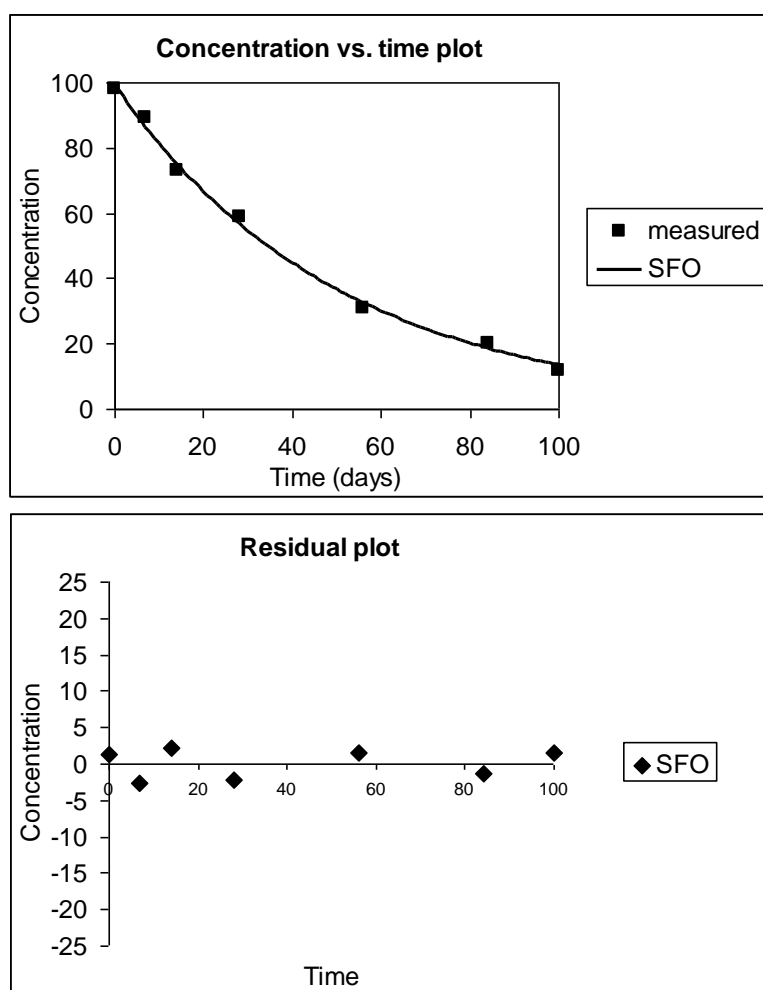 Concentration vs. time plot
100
80
60
40
20
0
Concentration
0 20 40 60 80 100
Time (days)
measured
SFO
Residual plot
25
20
15
10
5
0
-5
-10
-15
-20
-25
Concentration
0 20 40 60 80 100
Time
SFO